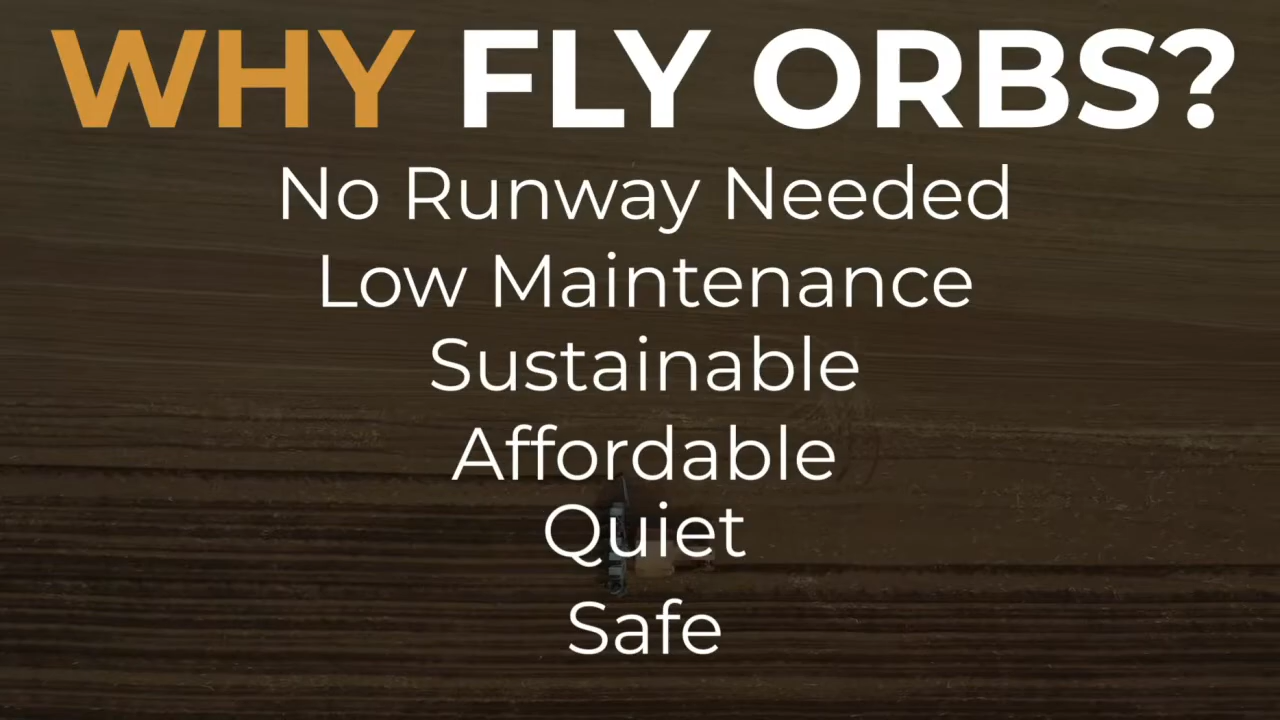 WHY FLY ORBS?
No Runway Needed
Low Maintenance
Sustainable
Affordable
Quiet
Safe